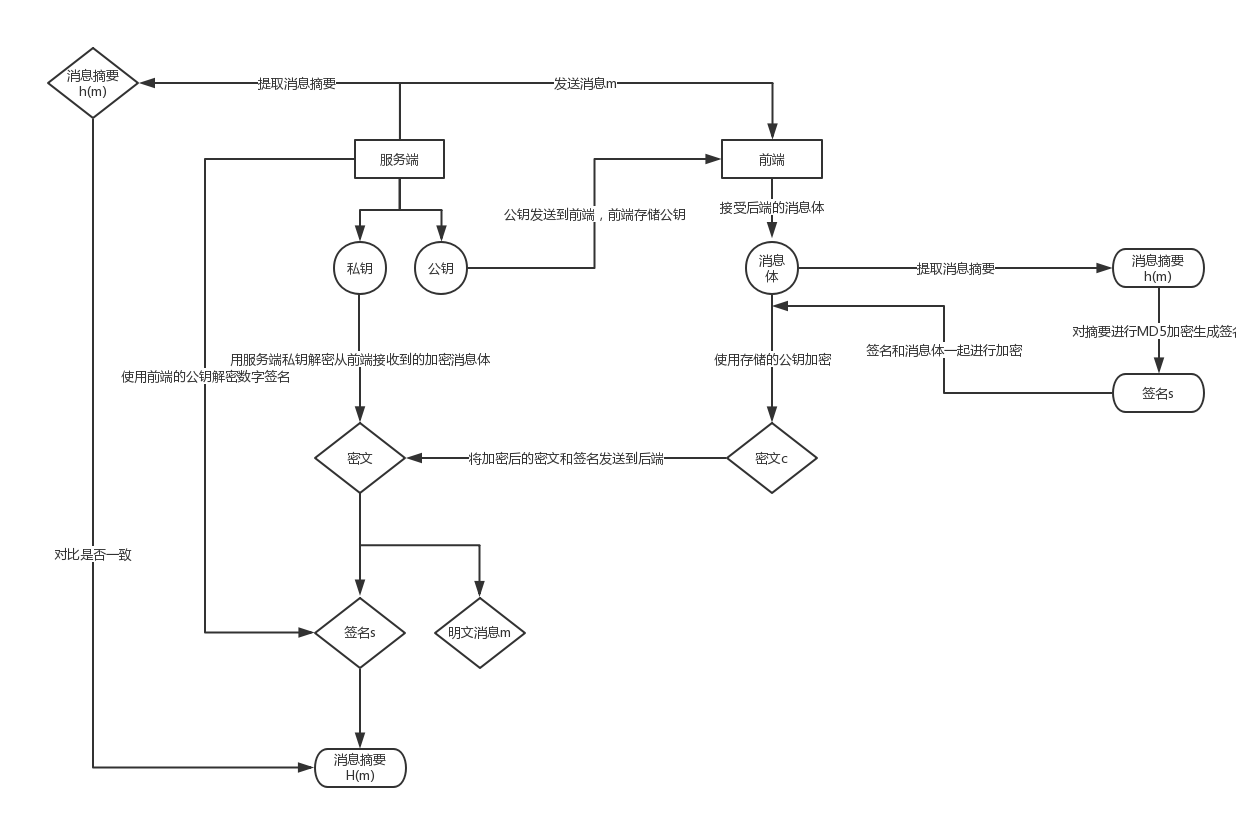 消息摘要
h(m)
提取消息摘要
发送消息m
服务端
前端
公钥发送到前端，前端存储公钥
接受后端的消息体
私钥
公钥
消息
体
提取消息摘要
消息摘要
h(m)
对摘要进行MD5加密生成签名
签名和消息体一起进行加密
用服务端私钥解密从前端接收到的加密消息体
使用存储的公钥加密
使用前端的公钥解密数字签名
签名s
密文
将加密后的密文和签名发送到后端
密文c
对比是否一致
签名s
明文消息m
消息摘要
H(m)